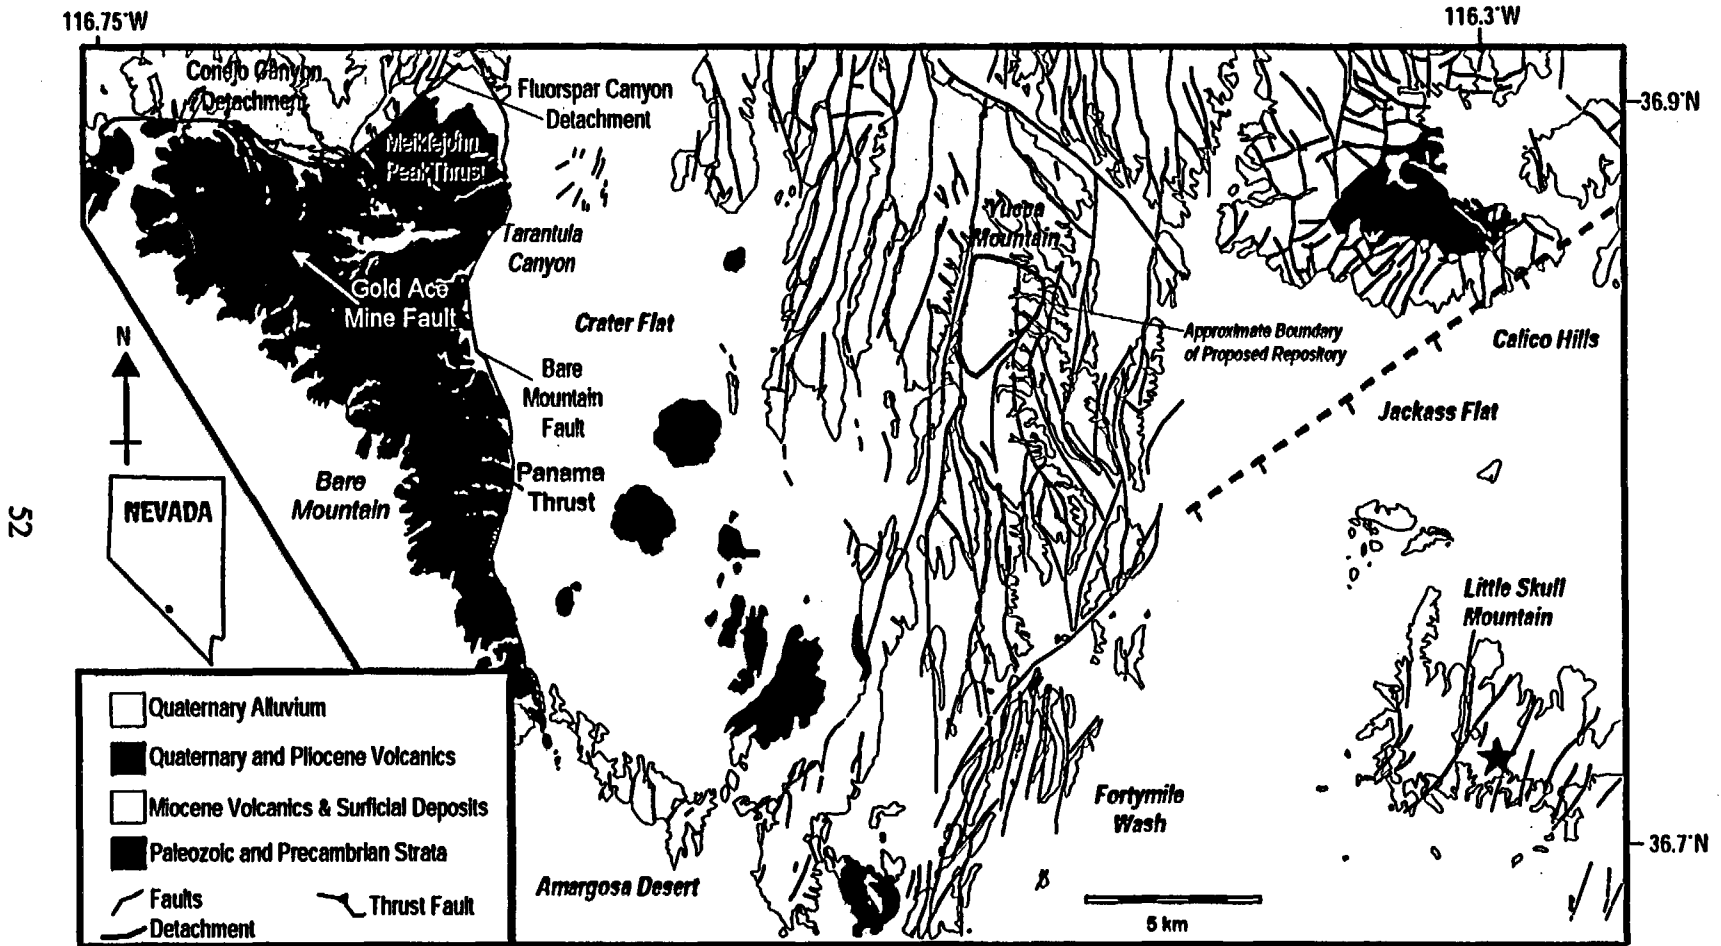 116.75°W
116.3°W
Conejo Canyon
Detachment
Fluorspar Canyon
Detachment
36.9°N
Meiklejohn
Peak Thrust
Yucca
Mountain
Tarantula
Canyon
Gold Ace
Mine Fault
Crater Flat
Approximate Boundary
of Proposed Repository
Calico Hills
N
Bare
Mountain
Fault
Jackass Flat
Panama
Thrust
Bare
Mountain
NEVADA
52
Little Skull
Mountain
Quaternary Alluvium
Quaternary and Pliocene Volcanics
Miocene Volcanics & Surficial Deposits
Paleozoic and Precambrian Strata
Faults
Thrust Fault
Detachment
Fortymile
Wash
36.7°N
Amargosa Desert
5 km